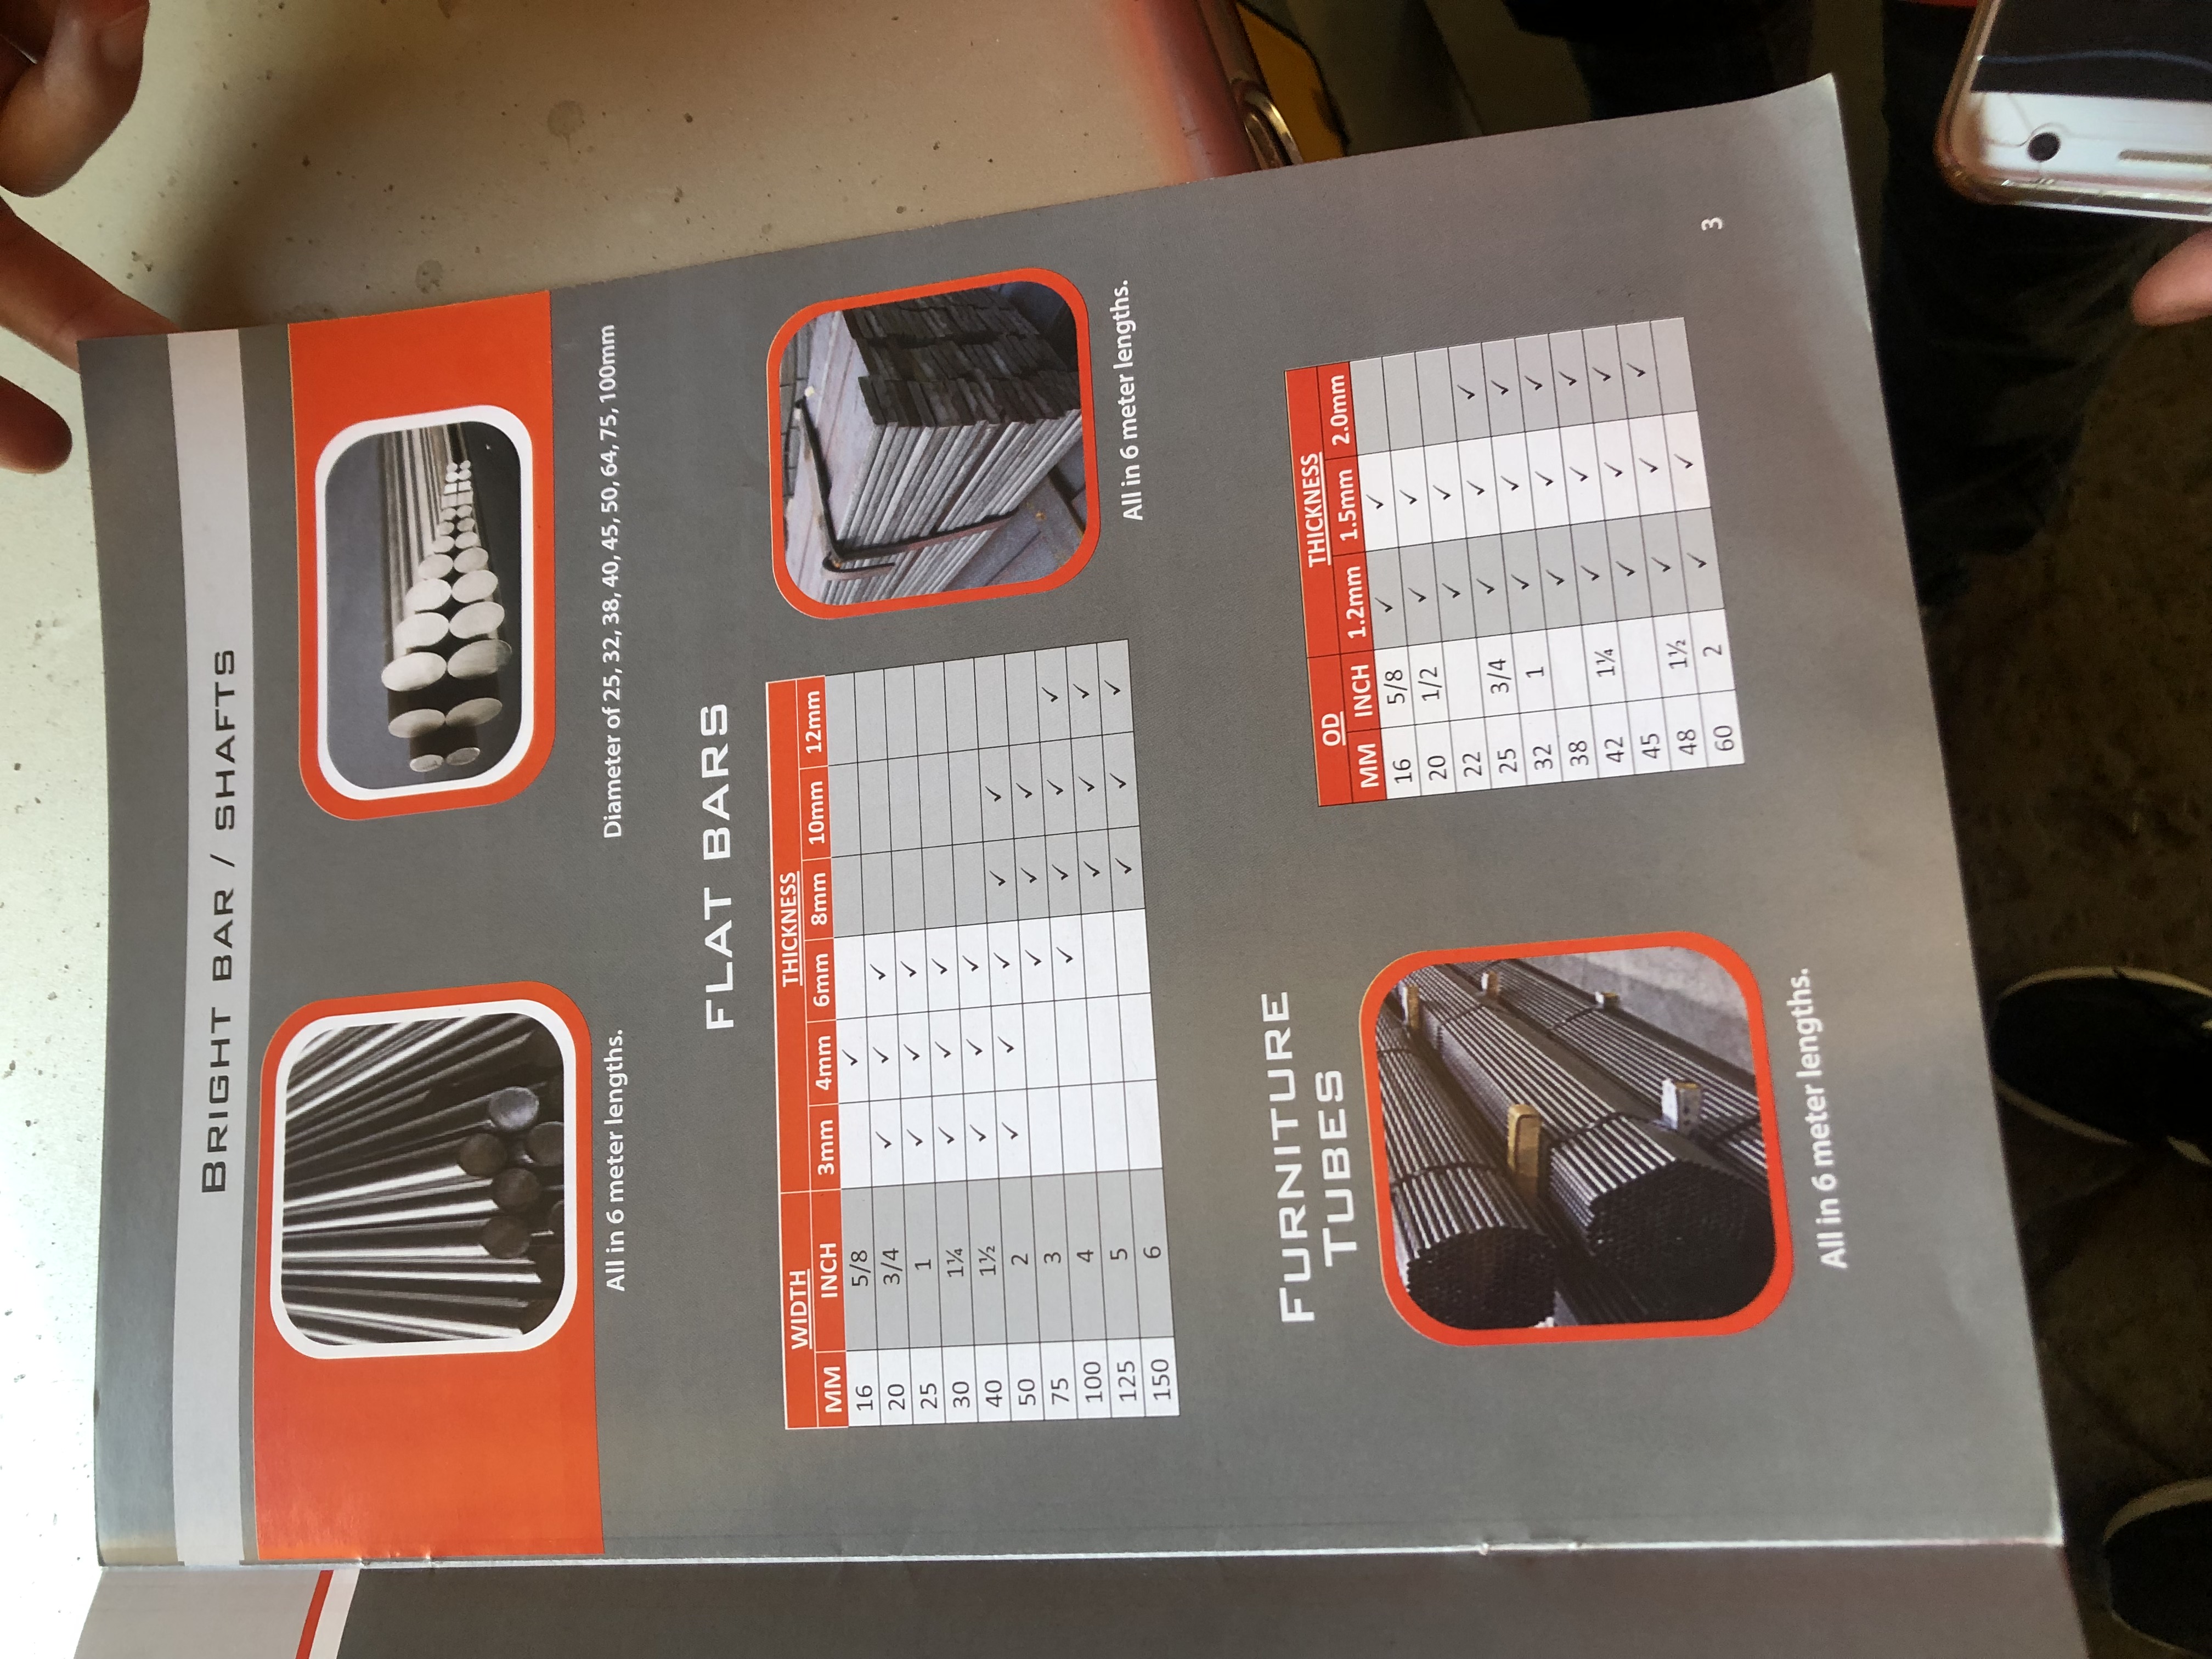 BRIGHT BAR / SHAFTS
All in 6 meter lengths.
Diameter of 25, 32, 38, 40, 45, 50, 64, 75, 100mm
FLAT BARS
WIDTH THICKNESS
MM INCH 3mm 4mm 6mm 8mm 10mm 12mm
16 5/8 ✓
20 3/4 ✓ ✓ ✓
25 1 ✓ ✓ ✓
30 1¼ ✓ ✓ ✓
40 1½ ✓ ✓ ✓
50 2 ✓ ✓ ✓ ✓ ✓
75 3 ✓ ✓ ✓
100 4 ✓ ✓ ✓ ✓
125 5 ✓ ✓ ✓
150 6 ✓ ✓ ✓
All in 6 meter lengths.
FURNITURE
TUBES
All in 6 meter lengths.
OD THICKNESS
MM INCH 1.2mm 1.5mm 2.0mm
16 5/8 ✓ ✓
20 1/2 ✓ ✓
22 ✓ ✓
25 3/4 ✓ ✓ ✓
32 1 ✓ ✓ ✓
38 ✓ ✓ ✓
42 1¼ ✓ ✓ ✓
45 ✓ ✓ ✓
48 1½ ✓ ✓ ✓
60 2 ✓ ✓
3